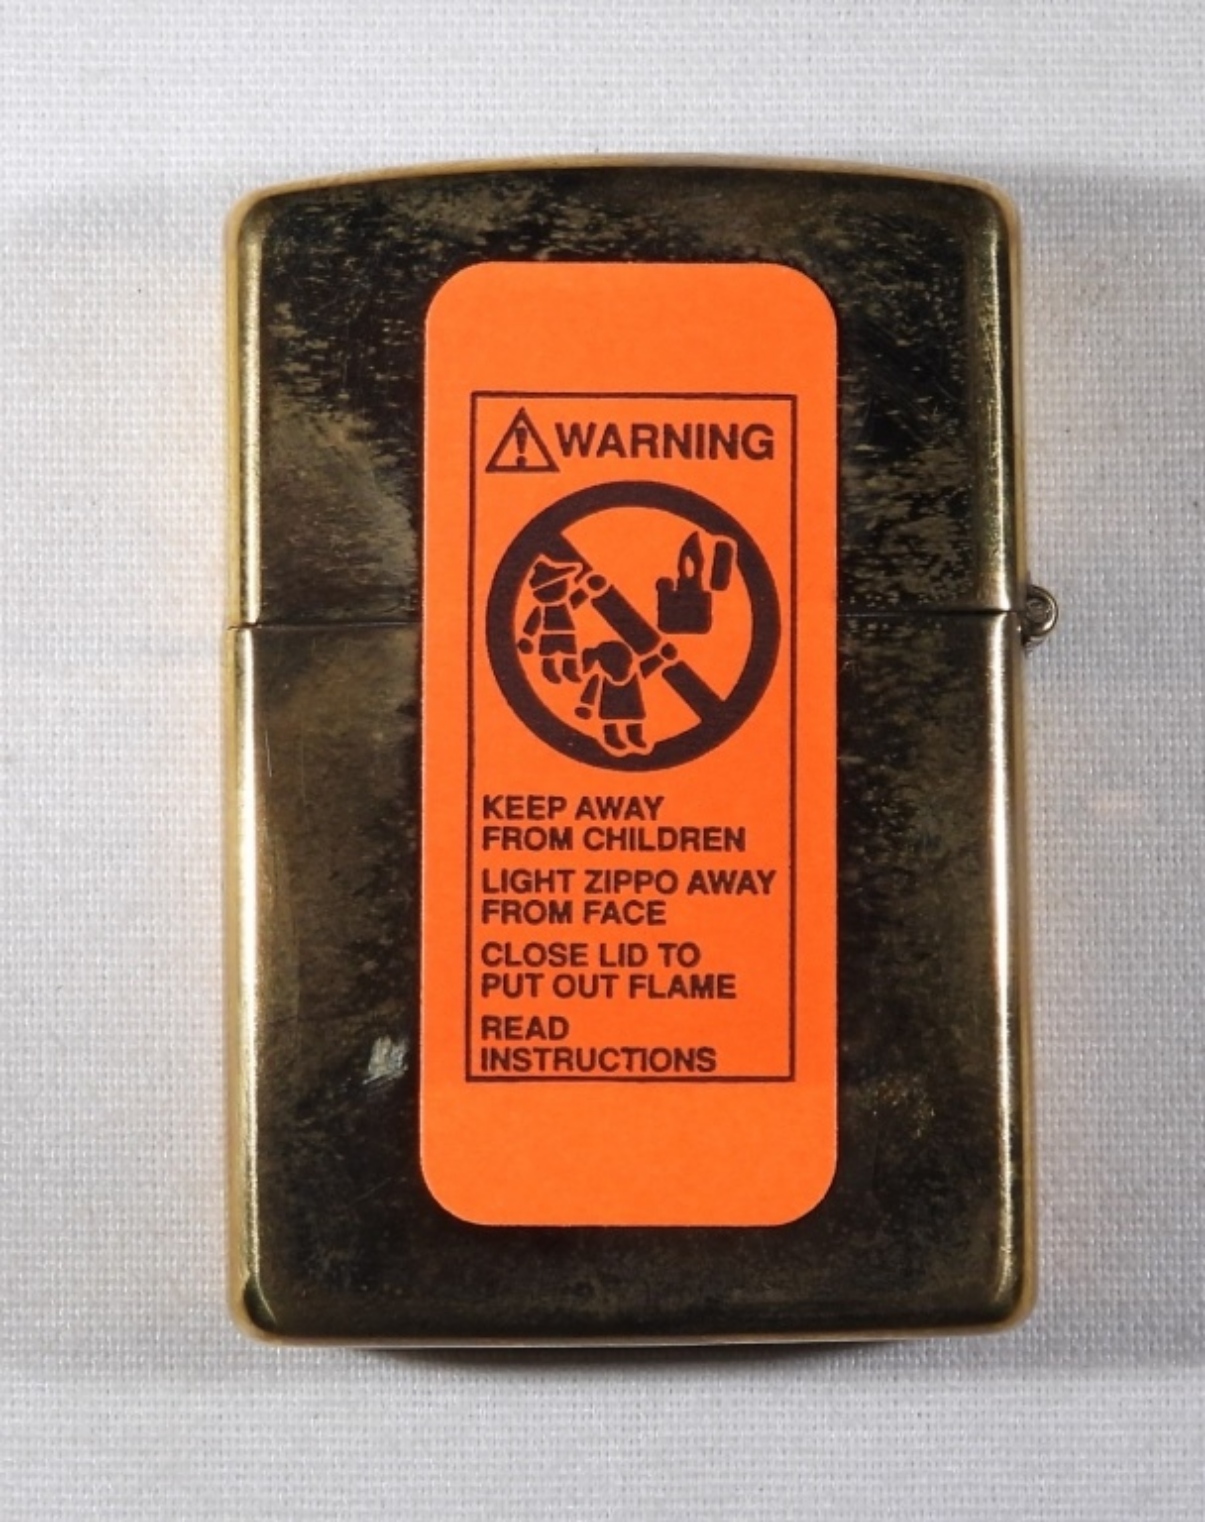 WARNING
KEEP AWAY
FROM CHILDREN
LIGHT ZIPPO AWAY
FROM FACE
CLOSE LID TO
PUT OUT FLAME
READ
INSTRUCTIONS